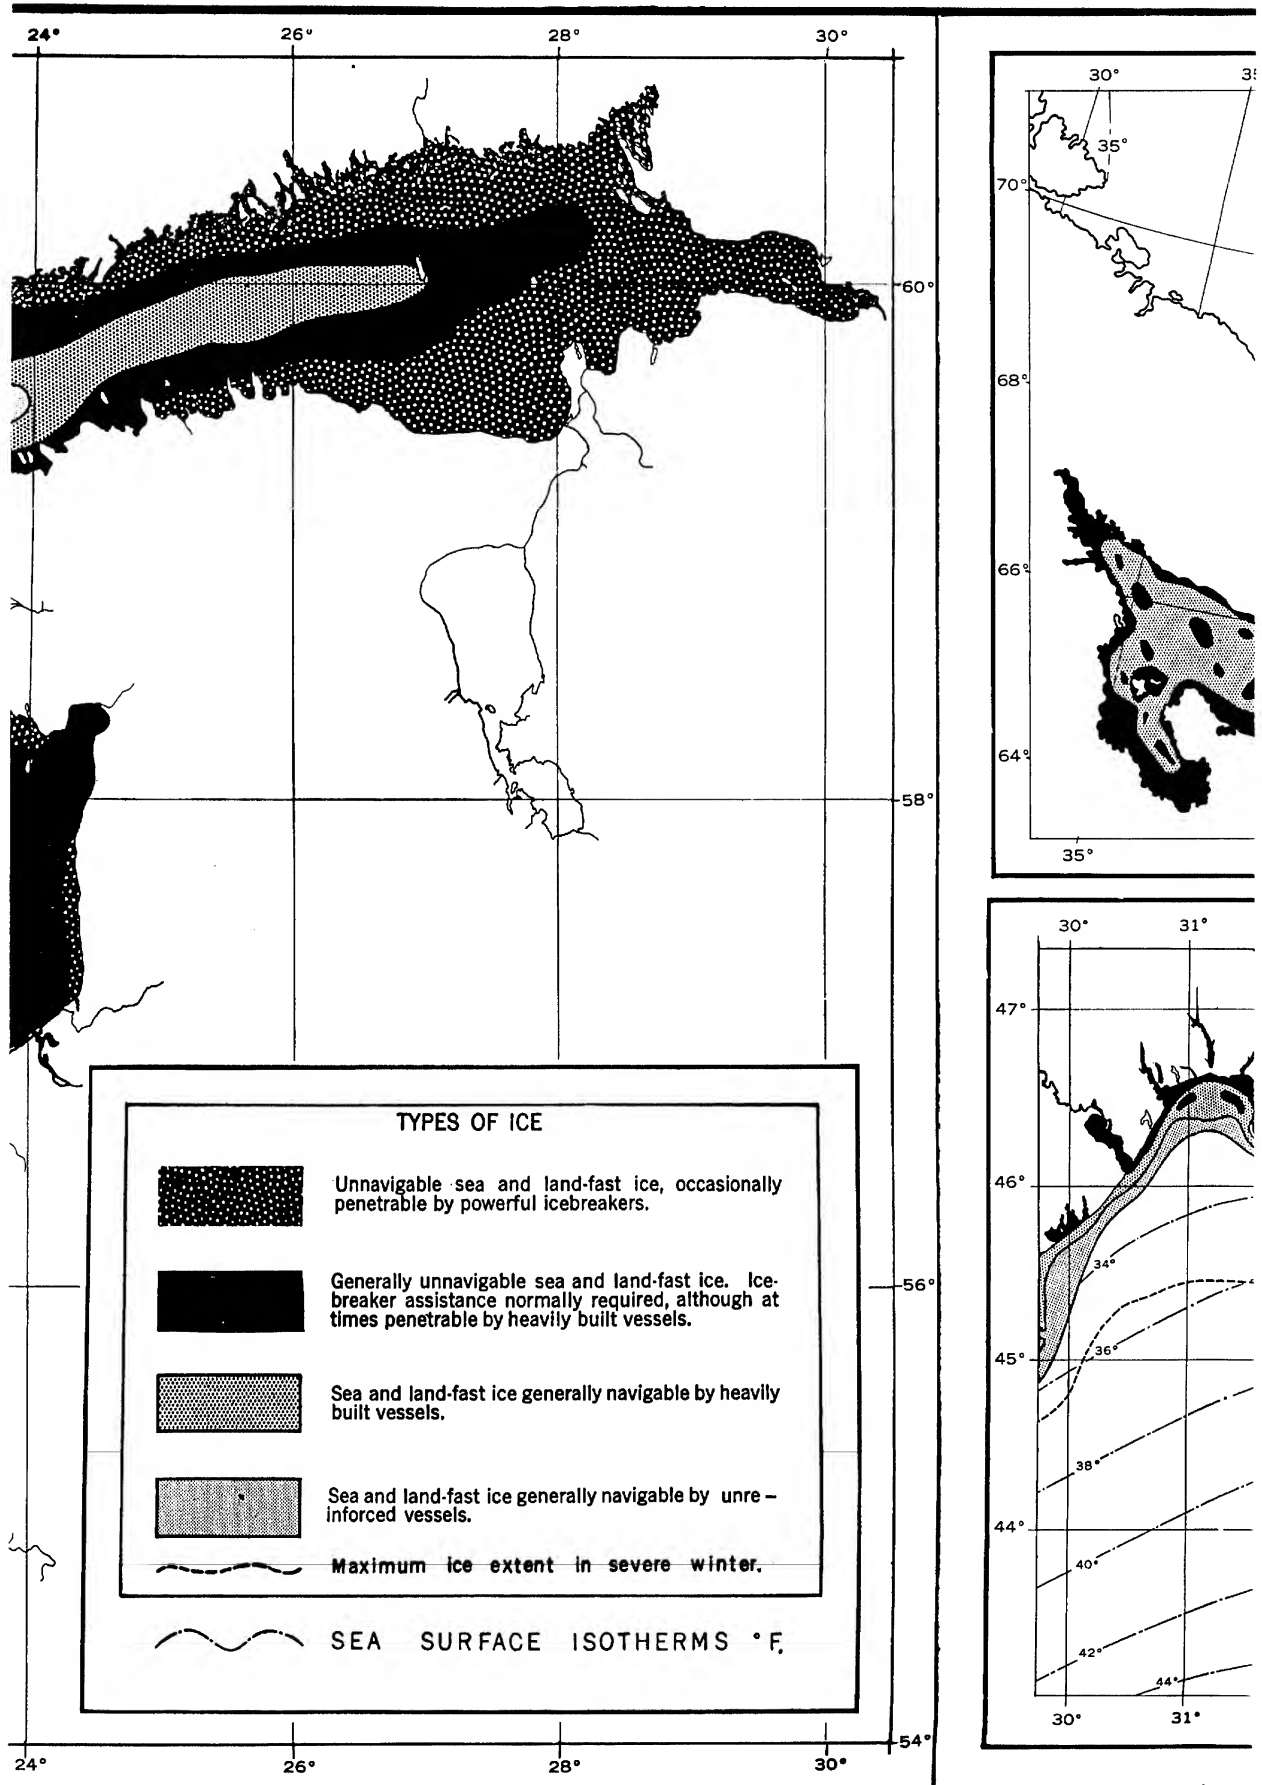 24° 26° 28° 30°
60°
58°
56°
54°
24° 26° 28° 30°
TYPES OF ICE
Unnavigable sea and land-fast ice, occasionally
penetrable by powerful icebreakers.
Generally unnavigable sea and land-fast ice. Ice-
breaker assistance normally required, although at
times penetrable by heavily built vessels.
Sea and land-fast ice generally navigable by heavily
built vessels.
Sea and land-fast ice generally navigable by unre-
inforced vessels.
Maximum ice extent in severe winter.
SEA SURFACE ISOTHERMS °F.
30°
35°
70°
68°
66°
64°
35°
30° 31°
47°
46°
34°
45°
36°
38°
44°
40°
42°
44°
30° 31°